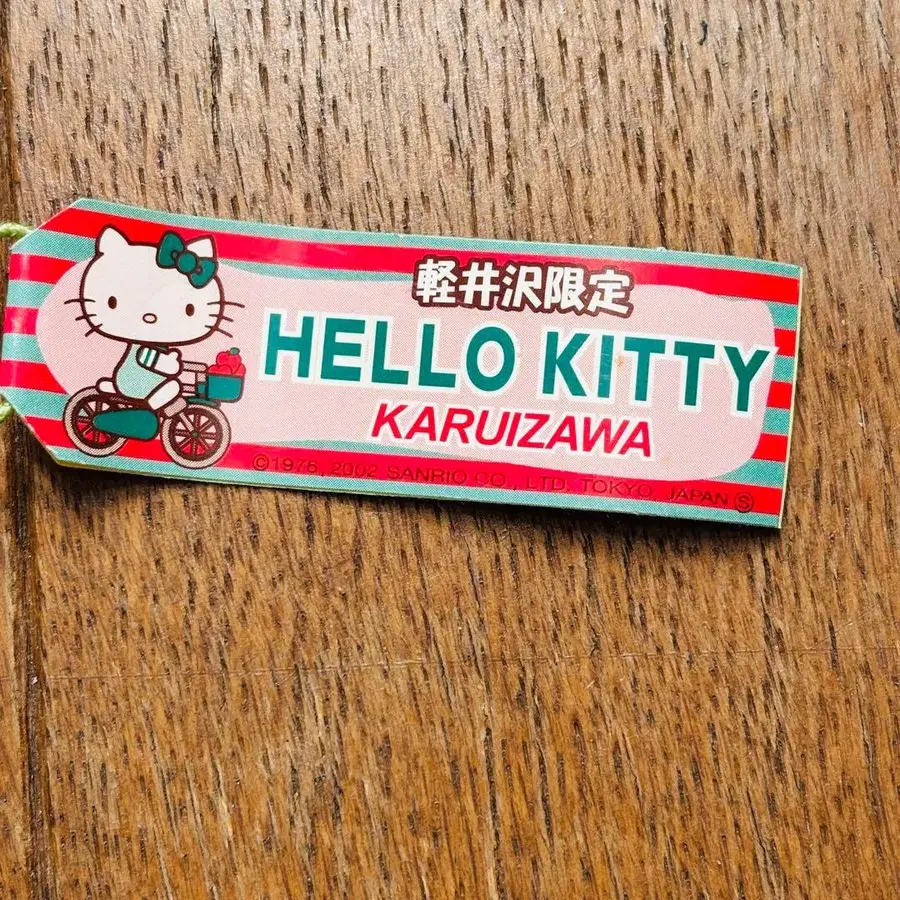 軽井沢限定
HELLO KITTY
KARUIZAWA
©1976, 2002 SANRIO CO., LTD. TOKYO, JAPAN Ⓢ